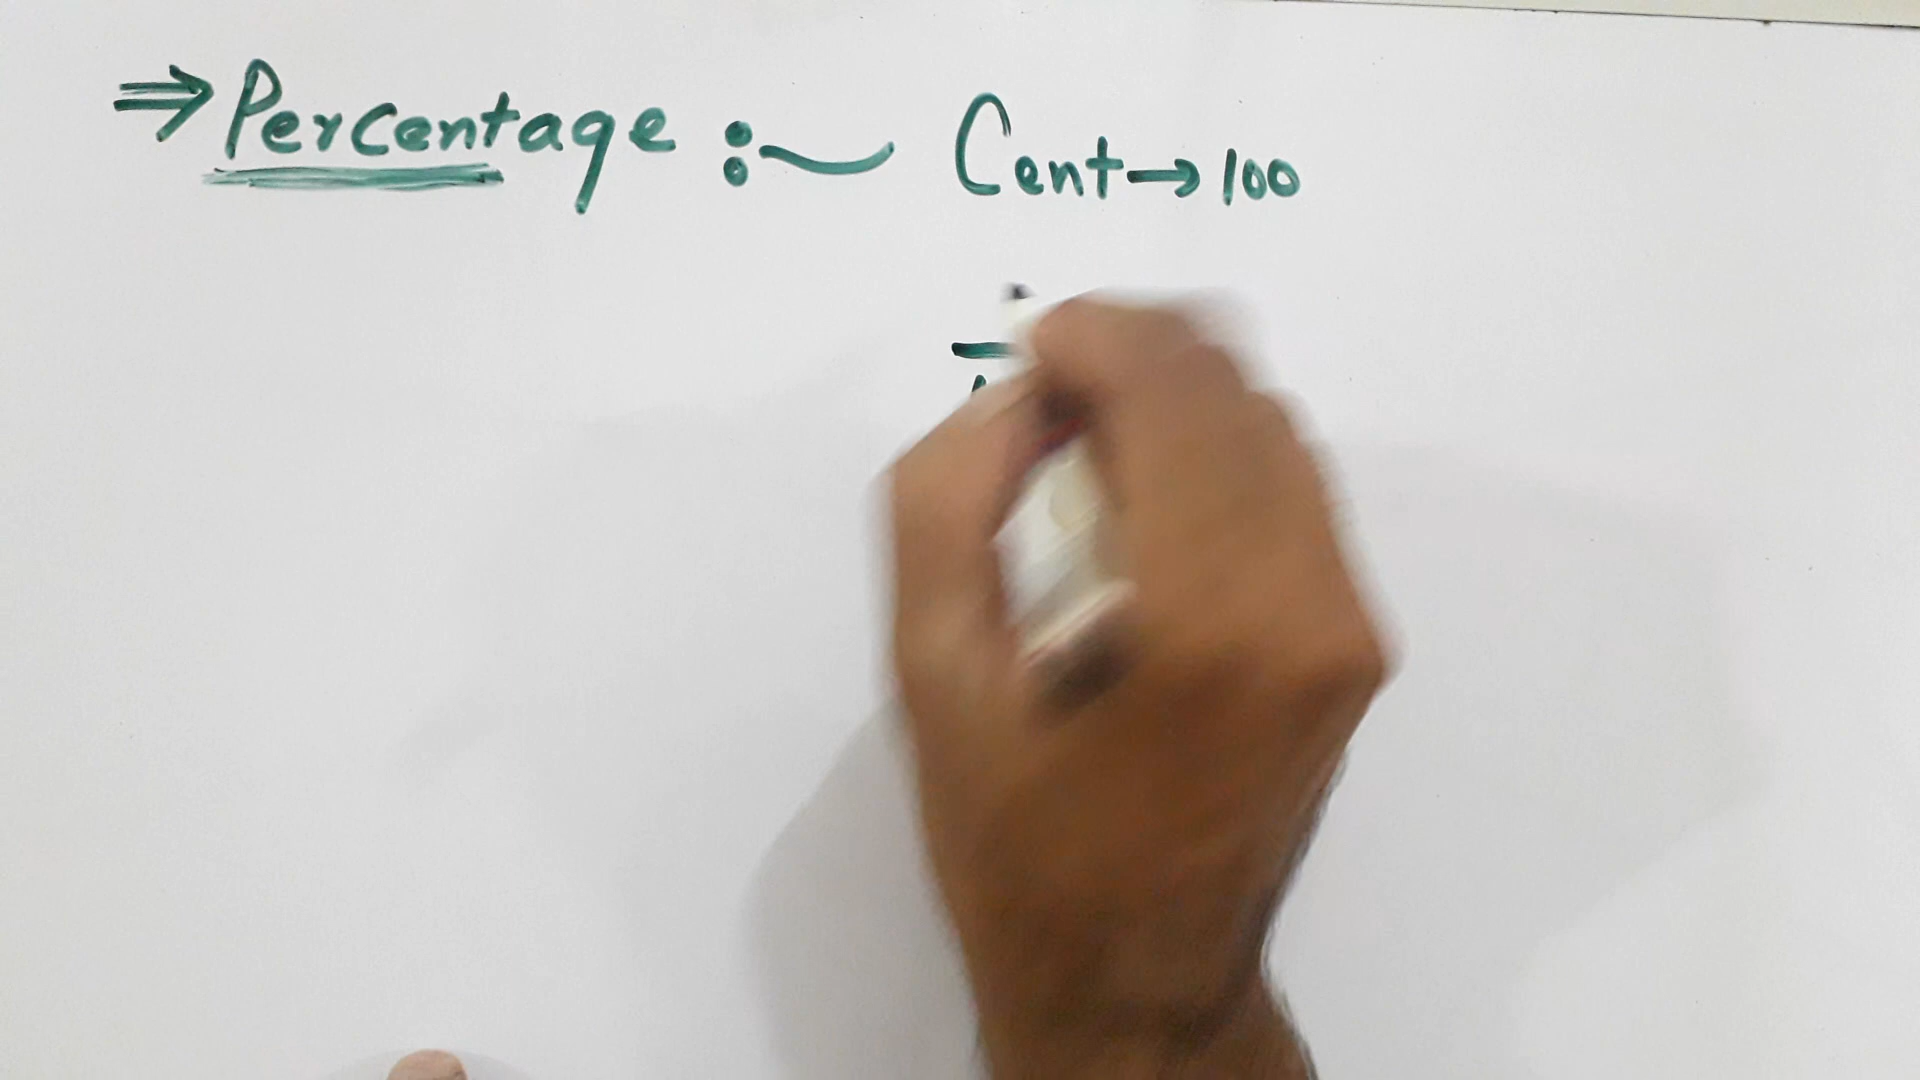 ⇒ Percentage :~ Cent → 100